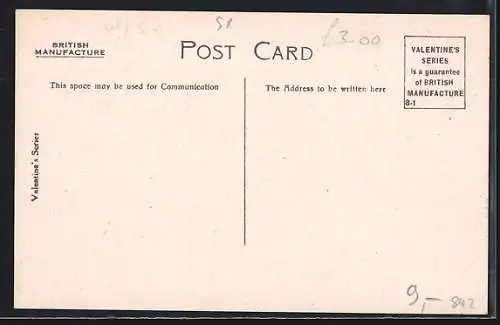 £3.00
BRITISH
MANUFACTURE
POST CARD
VALENTINE'S
SERIES
is a guarantee
of BRITISH
MANUFACTURE
8-1
This space may be used for Communication
The Address to be written here
Valentine's Series
9,-
842